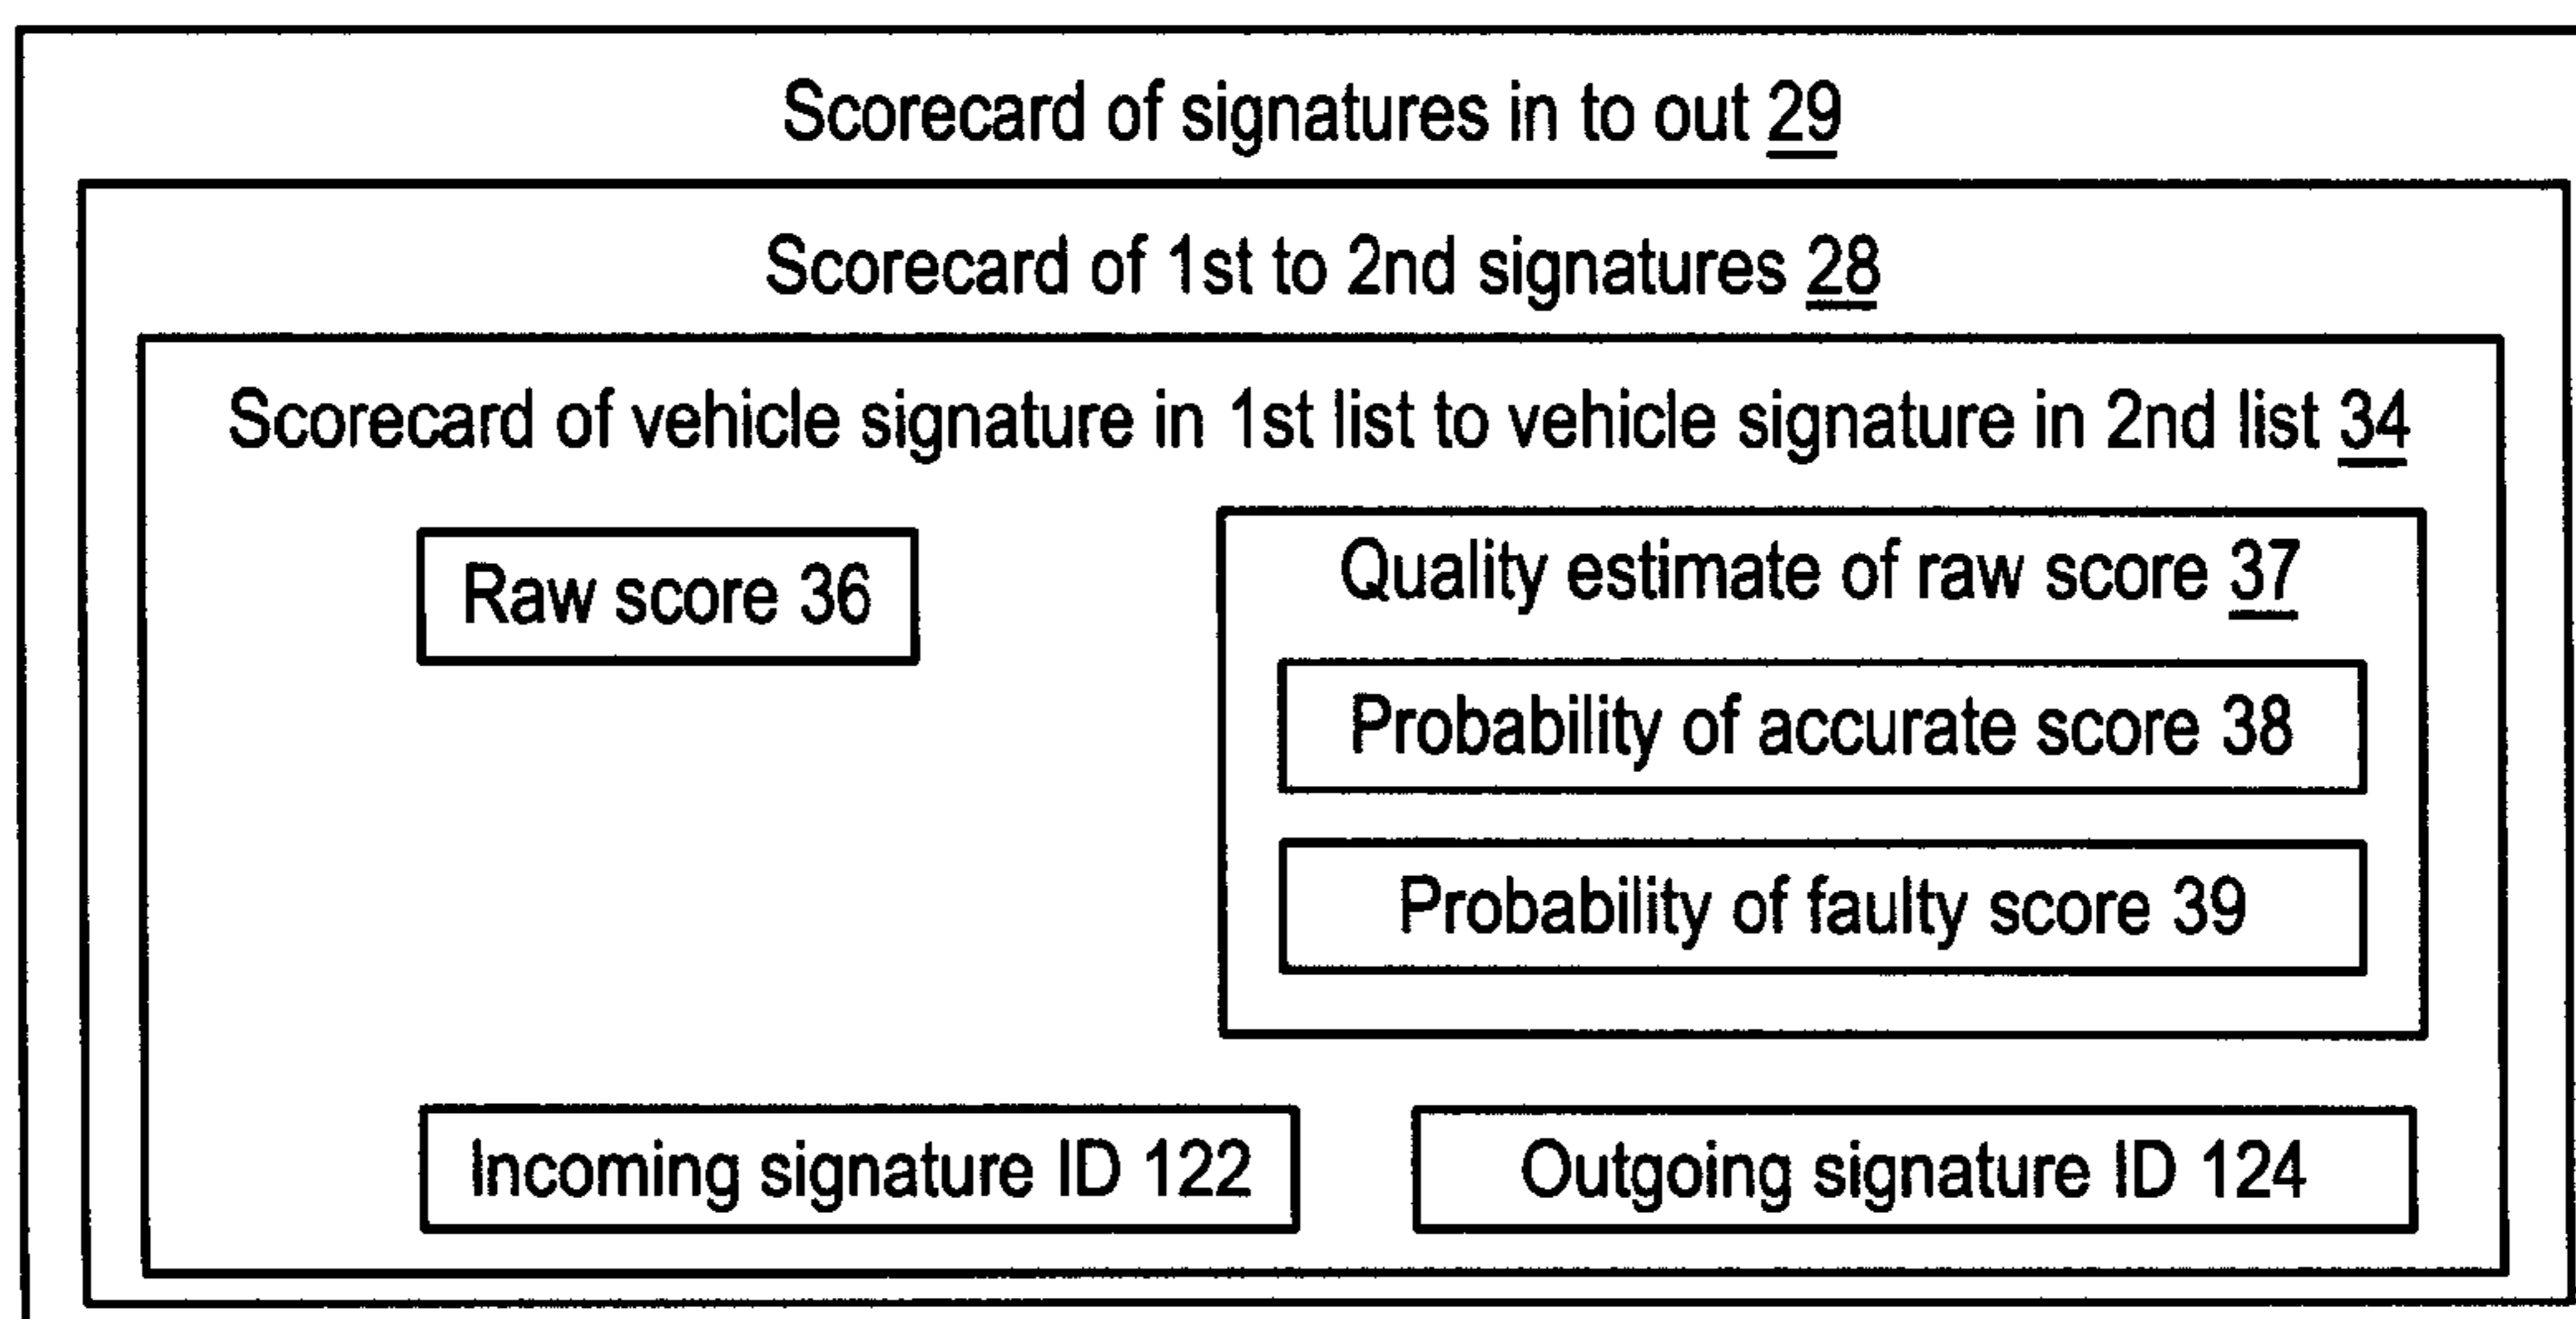 Scorecard of signatures in to out 29
Scorecard of 1st to 2nd signatures 28
Scorecard of vehicle signature in 1st list to vehicle signature in 2nd list 34
Raw score 36
Quality estimate of raw score 37
Probability of accurate score 38
Probability of faulty score 39
Incoming signature ID 122
Outgoing signature ID 124